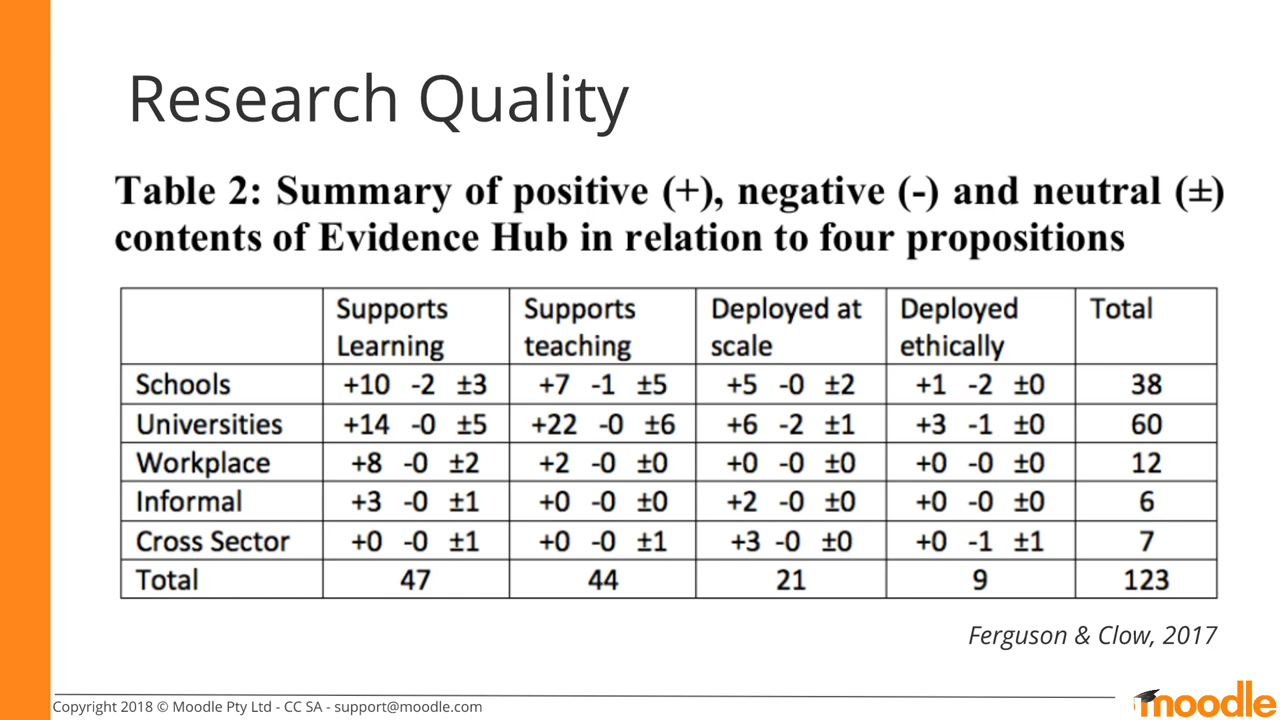 Research Quality
Table 2: Summary of positive (+), negative (-) and neutral (±)
contents of Evidence Hub in relation to four propositions
Supports Learning Supports teaching Deployed at scale Deployed ethically Total
Schools +10 -2 ±3 +7 -1 ±5 +5 -0 ±2 +1 -2 ±0 38
Universities +14 -0 ±5 +22 -0 ±6 +6 -2 ±1 +3 -1 ±0 60
Workplace +8 -0 ±2 +2 -0 ±0 +0 -0 ±0 +0 -0 ±0 12
Informal +3 -0 ±1 +0 -0 ±0 +2 -0 ±0 +0 -0 ±0 6
Cross Sector +0 -0 ±1 +0 -0 ±1 +3 -0 ±0 +0 -1 ±1 7
Total 47 44 21 9 123
Ferguson & Clow, 2017
Copyright 2018 © Moodle Pty Ltd - CC SA - support@moodle.com
moodle